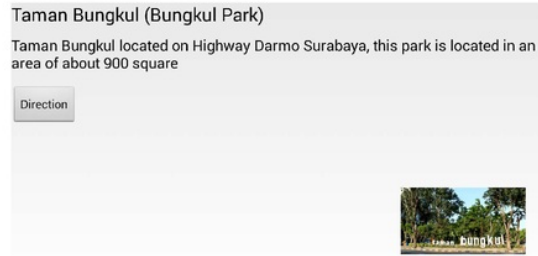 Taman Bungkul (Bungkul Park)
Taman Bungkul located on Highway Darmo Surabaya, this park is located in an
area of about 900 square
Direction
taman bungkul